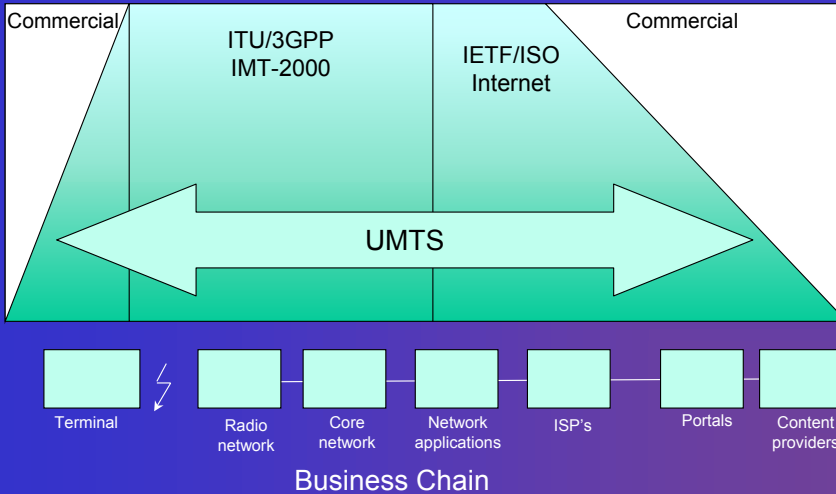 Commercial
ITU/3GPP
IMT-2000
IETF/ISO
Internet
Commercial
UMTS
Terminal
Radio
network
Core
network
Network
applications
ISP's
Portals
Content
providers
Business Chain